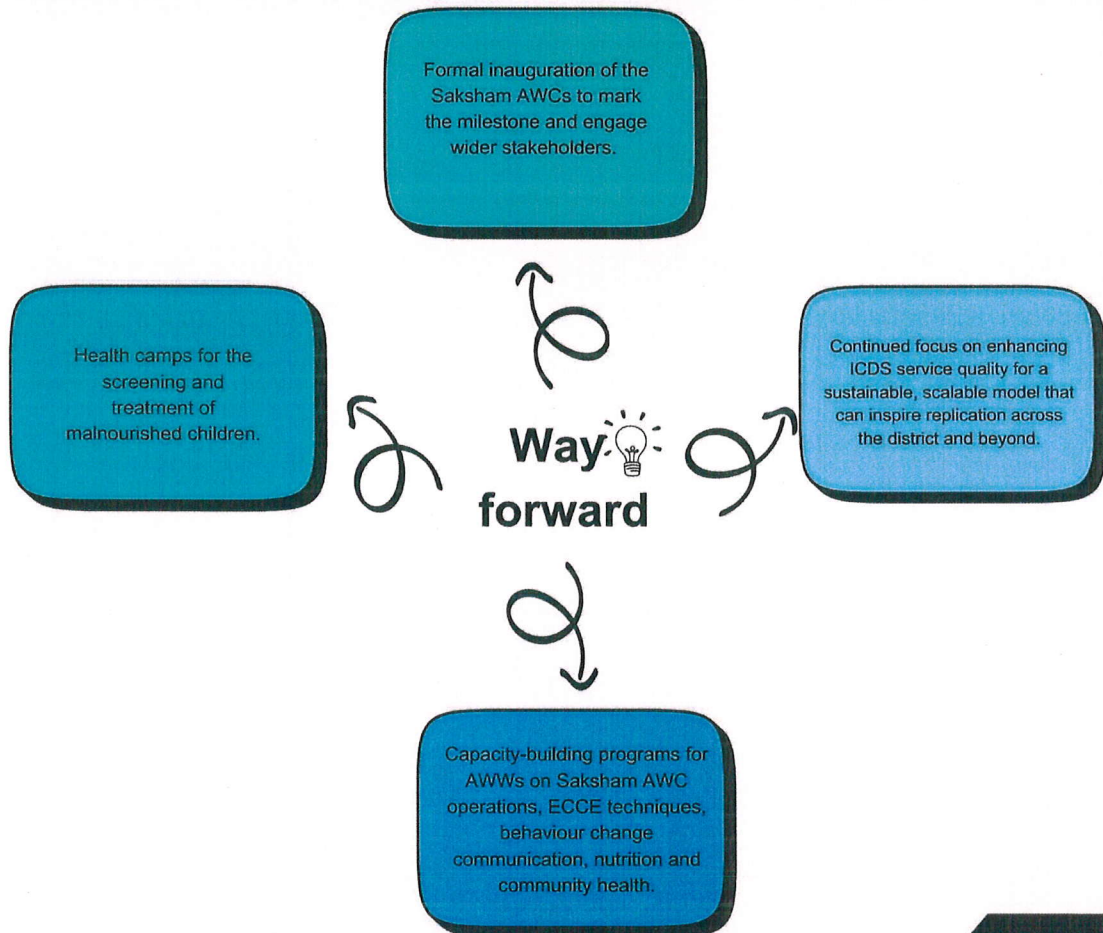 Formal inauguration of the
Saksham AWCs to mark
the milestone and engage
wider stakeholders.
Health camps for the
screening and
treatment of
malnourished children.
Continued focus on enhancing
ICDS service quality for a
sustainable, scalable model that
can inspire replication across
the district and beyond.
Way
forward
Capacity-building programs for
AWWs on Saksham AWC
operations, ECCE techniques,
behaviour change
communication, nutrition and
community health.